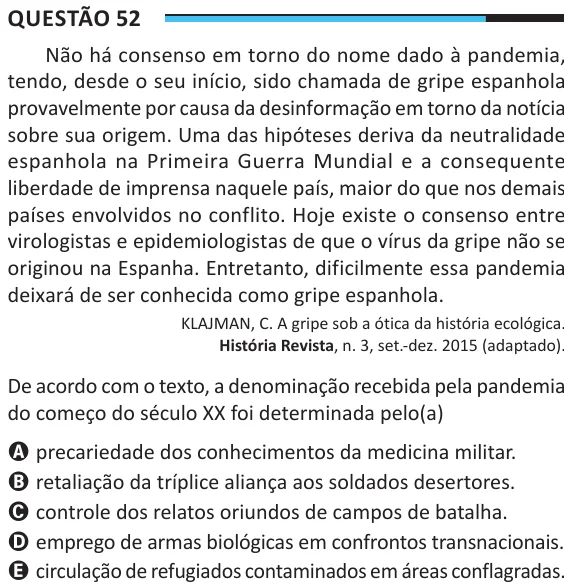 QUESTÃO 52
Não há consenso em torno do nome dado à pandemia,
tendo, desde o seu início, sido chamada de gripe espanhola
provavelmente por causa da desinformação em torno da notícia
sobre sua origem. Uma das hipóteses deriva da neutralidade
espanhola na Primeira Guerra Mundial e a consequente
liberdade de imprensa naquele país, maior do que nos demais
países envolvidos no conflito. Hoje existe o consenso entre
virologistas e epidemiologistas de que o vírus da gripe não se
originou na Espanha. Entretanto, dificilmente essa pandemia
deixará de ser conhecida como gripe espanhola.
KLAJMAN, C. A gripe sob a ótica da história ecológica.
História Revista, n. 3, set.-dez. 2015 (adaptado).
De acordo com o texto, a denominação recebida pela pandemia
do começo do século XX foi determinada pelo(a)
A precariedade dos conhecimentos da medicina militar.
B retaliação da tríplice aliança aos soldados desertores.
C controle dos relatos oriundos de campos de batalha.
D emprego de armas biológicas em confrontos transnacionais.
E circulação de refugiados contaminados em áreas conflagradas.